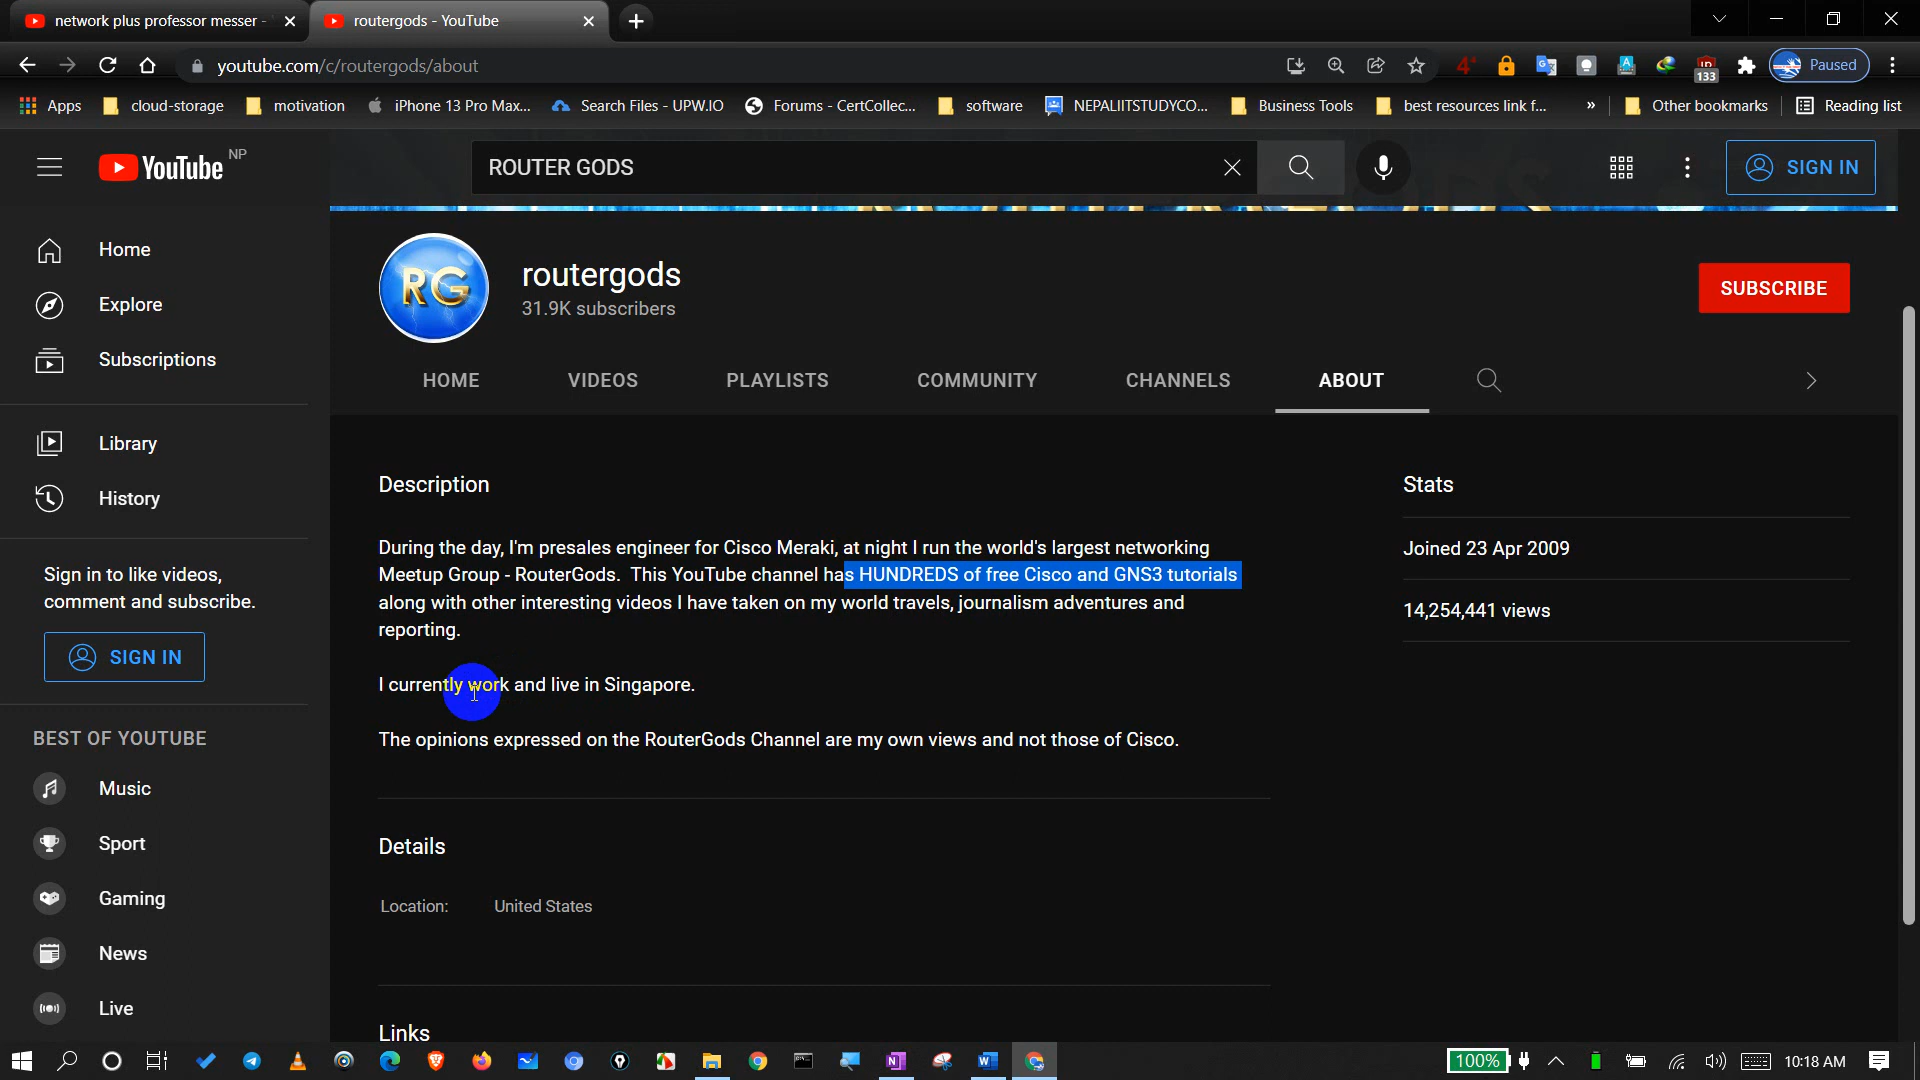 network plus professor messer -
routergods - YouTube
youtube.com/c/routergods/about
133
Paused
Apps
cloud-storage
motivation
iPhone 13 Pro Max...
Search Files - UPW.IO
Forums - CertCollec...
software
NEPALIITSTUDYCO...
Business Tools
best resources link f...
»
Other bookmarks
Reading list
YouTube NP
ROUTER GODS
SIGN IN
Home
Explore
Subscriptions
Library
History
Sign in to like videos,
comment and subscribe.
SIGN IN
BEST OF YOUTUBE
Music
Sport
Gaming
News
Live
RG
routergods
31.9K subscribers
SUBSCRIBE
HOME
VIDEOS
PLAYLISTS
COMMUNITY
CHANNELS
ABOUT
Description
During the day, I'm presales engineer for Cisco Meraki, at night I run the world's largest networking
Meetup Group - RouterGods. This YouTube channel has HUNDREDS of free Cisco and GNS3 tutorials
along with other interesting videos I have taken on my world travels, journalism adventures and
reporting.
I currently work and live in Singapore.
The opinions expressed on the RouterGods Channel are my own views and not those of Cisco.
Details
Location:
United States
Links
Stats
Joined 23 Apr 2009
14,254,441 views
100%
10:18 AM